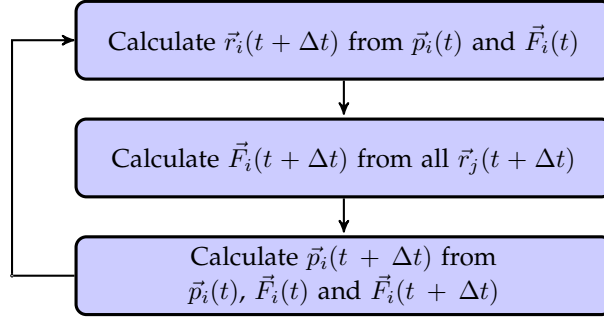 Calculate $\vec{r}_i(t + \Delta t)$ from $\vec{p}_i(t)$ and $\vec{F}_i(t)$
Calculate $\vec{F}_i(t + \Delta t)$ from all $\vec{r}_j(t + \Delta t)$
Calculate $\vec{p}_i(t + \Delta t)$ from
$\vec{p}_i(t)$, $\vec{F}_i(t)$ and $\vec{F}_i(t + \Delta t)$